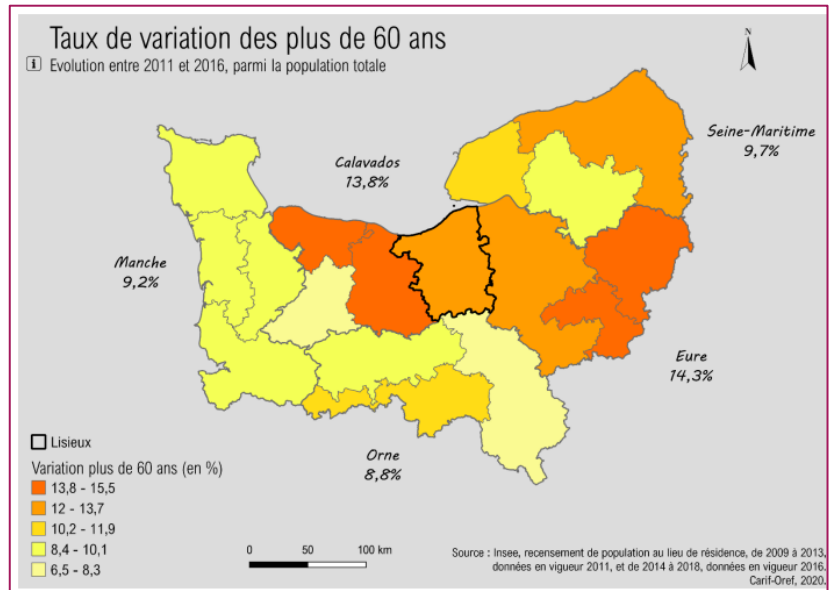 Taux de variation des plus de 60 ans
i Evolution entre 2011 et 2016, parmi la population totale
N
Seine-Maritime
9,7%
Calavados
13,8%
Manche
9,2%
Eure
14,3%
Orne
8,8%
Lisieux
Variation plus de 60 ans (en %)
13,8 - 15,5
12 - 13,7
10,2 - 11,9
8,4 - 10,1
6,5 - 8,3
0 50 100 km
Source : Insee, recensement de population au lieu de résidence, de 2009 à 2013,
données en vigueur 2011, et de 2014 à 2018, données en vigueur 2016.
Carif-Oref, 2020.